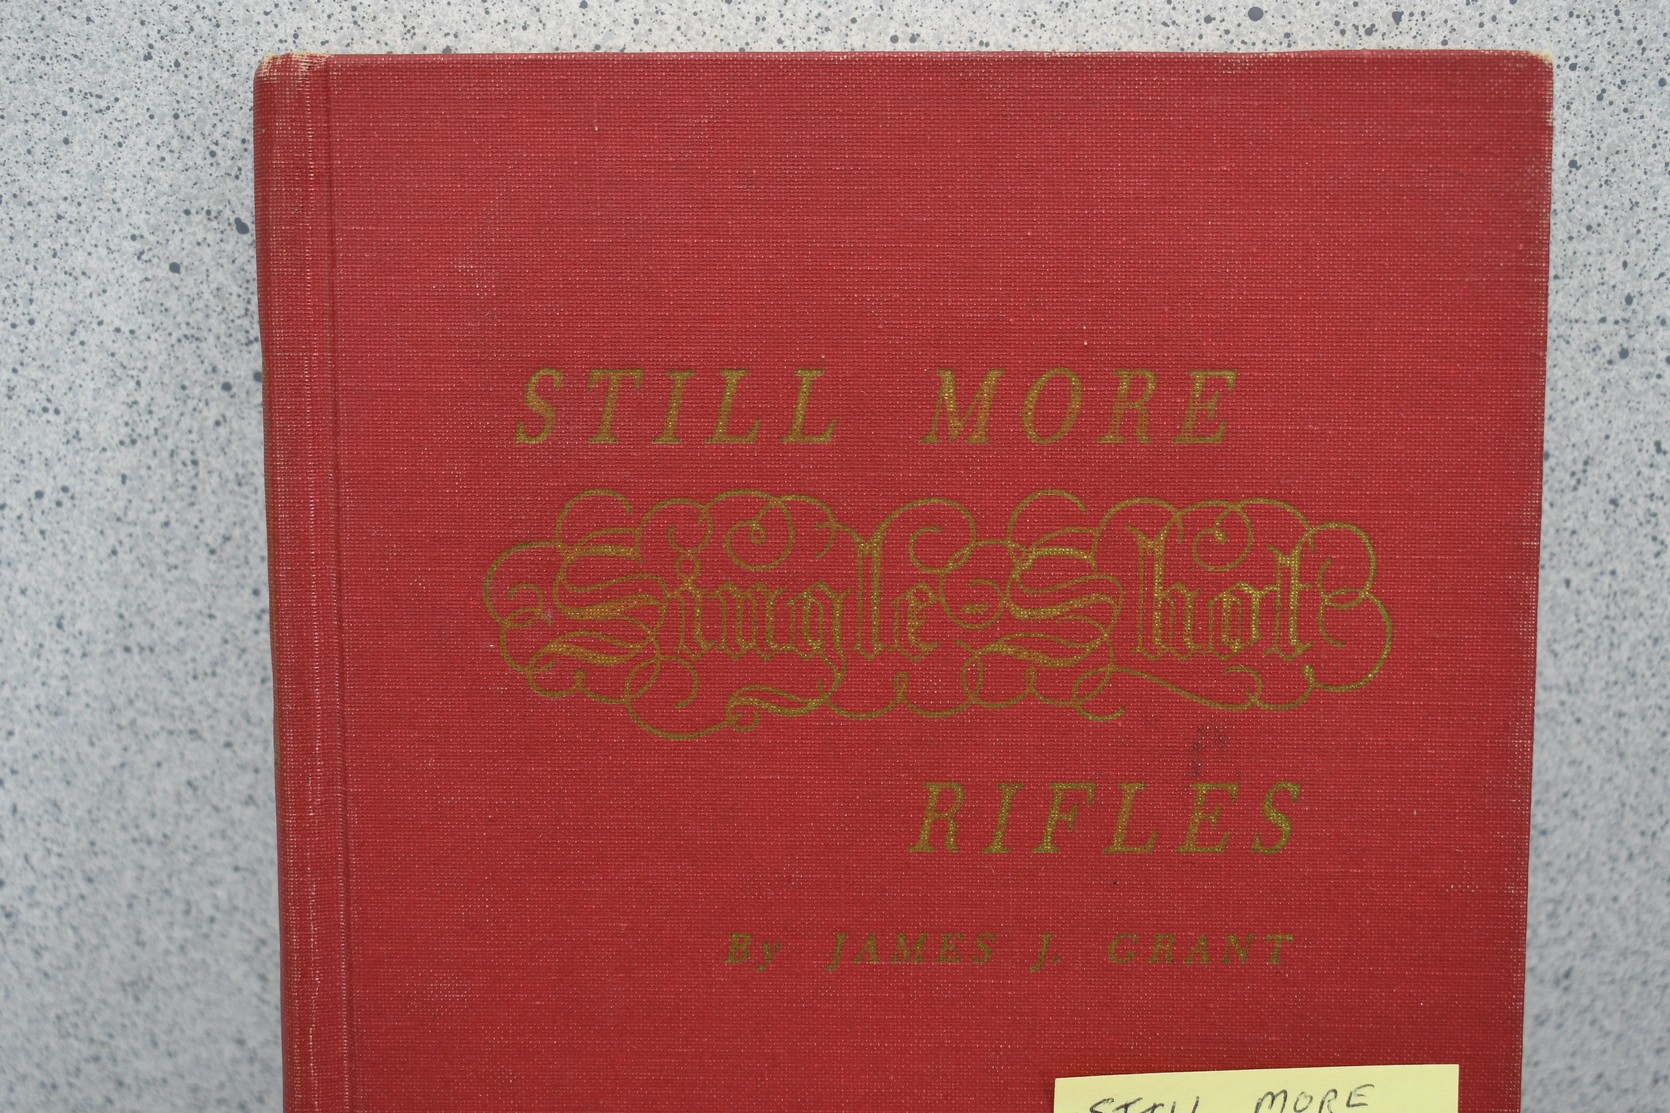 STILL MORE
Single Shot
RIFLES
By JAMES J. GRANT
STILL MORE